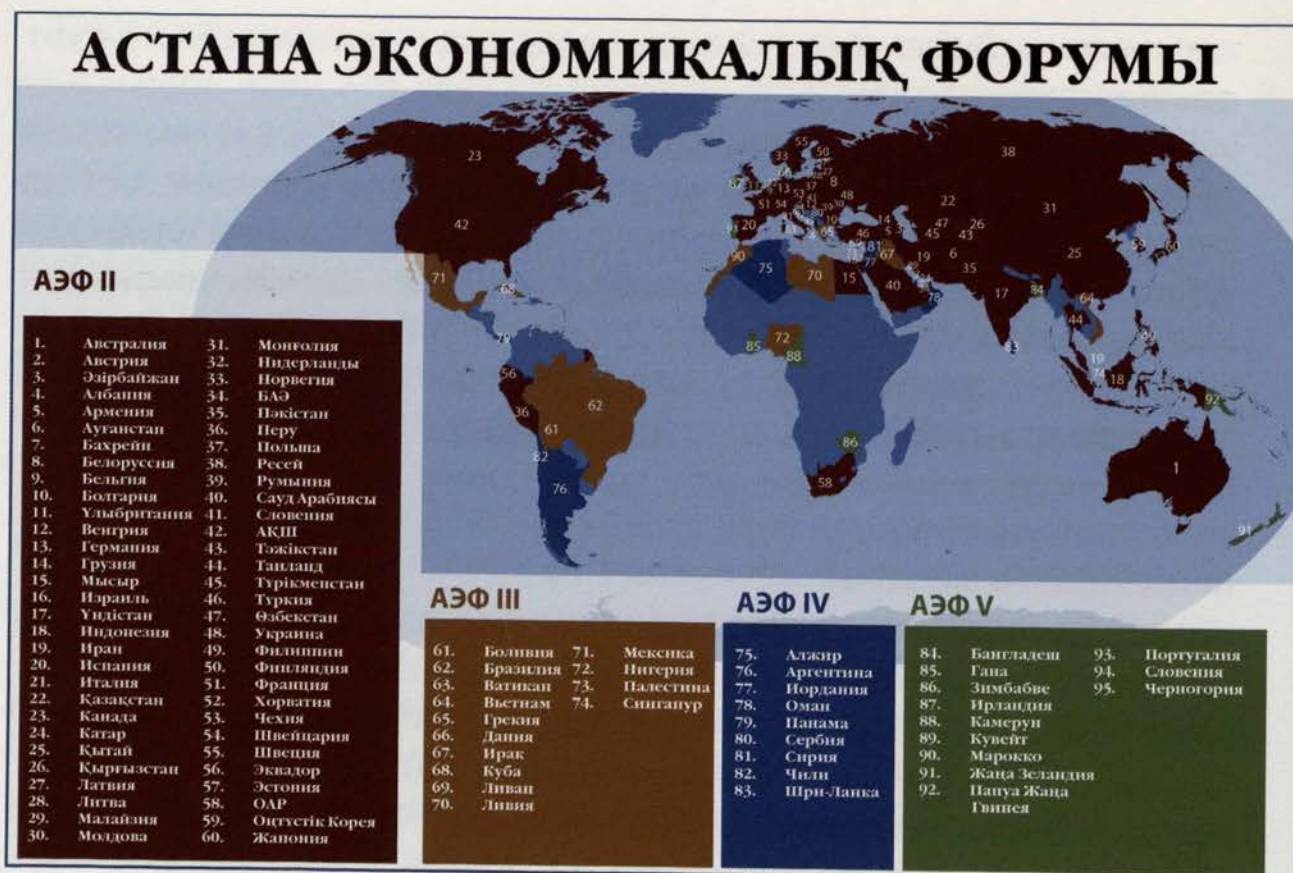 АСТАНА ЭКОНОМИКАЛЫҚ ФОРУМЫ
АЭФ II
1. Австралия
2. Австрия
3. Әзірбайжан
4. Албания
5. Армения
6. Ауғанстан
7. Бахрейн
8. Белоруссия
9. Бельгия
10. Болгария
11. Ұлыбритания
12. Венгрия
13. Германия
14. Грузия
15. Мысыр
16. Израиль
17. Үндістан
18. Индонезия
19. Иран
20. Испания
21. Италия
22. Қазақстан
23. Канада
24. Катар
25. Қытай
26. Қырғызстан
27. Латвия
28. Литва
29. Малайзия
30. Молдова
31. Монғолия
32. Нидерланды
33. Норвегия
34. БАӘ
35. Пәкістан
36. Перу
37. Польша
38. Ресей
39. Румыния
40. Сауд Арабиясы
41. Словения
42. АҚШ
43. Тәжікстан
44. Таиланд
45. Түрікменстан
46. Түркия
47. Өзбекстан
48. Украина
49. Филиппин
50. Финляндия
51. Франция
52. Хорватия
53. Чехия
54. Швейцария
55. Швеция
56. Эквадор
57. Эстония
58. ОАР
59. Оңтүстік Корея
60. Жапония
АЭФ III
61. Боливия
62. Бразилия
63. Ватикан
64. Вьетнам
65. Грекия
66. Дания
67. Ирак
68. Куба
69. Ливан
70. Ливия
71. Мексика
72. Нигерия
73. Палестина
74. Сингапур
АЭФ IV
75. Алжир
76. Аргентина
77. Иордания
78. Оман
79. Панама
80. Сербия
81. Сирия
82. Чили
83. Шри-Ланка
АЭФ V
84. Бангладеш
85. Гана
86. Зимбабве
87. Ирландия
88. Камерун
89. Кувейт
90. Марокко
91. Жаңа Зеландия
92. Папуа Жаңа
Гвинея
93. Португалия
94. Словения
95. Черногория